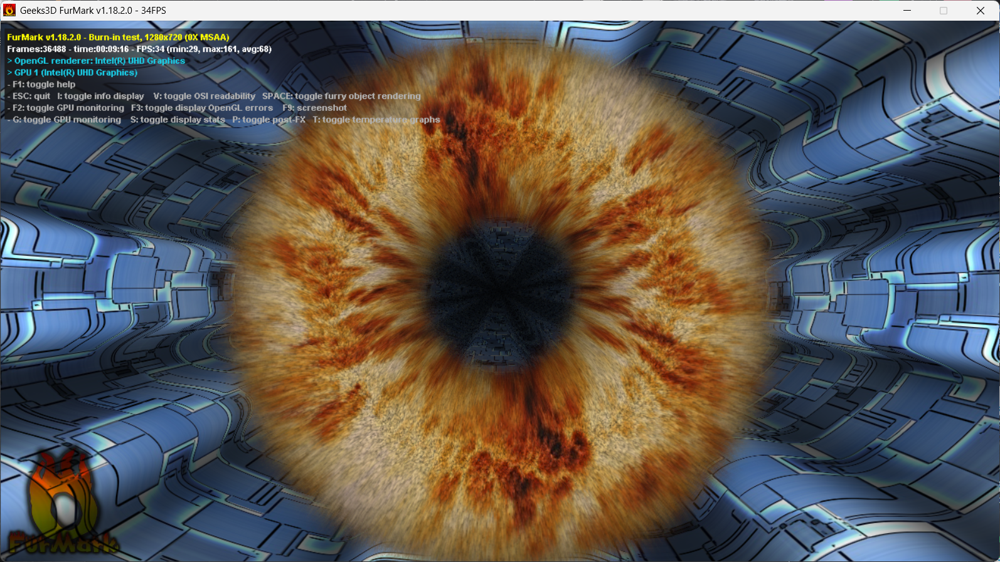 Geeks3D FurMark v1.18.2.0 - 34FPS
FurMark v1.18.2.0 - Burn-in test, 1280x720 (0X MSAA)
Frames:36488 - time:00:09:16 - FPS:34 (min:29, max:161, avg:68)
> OpenGL renderer: Intel(R) UHD Graphics
> GPU 1 (Intel(R) UHD Graphics)
- F1: toggle help
- ESC: quit   I: toggle info display   V: toggle OSI readability   SPACE: toggle furry object rendering
- F2: toggle GPU monitoring   F3: toggle display OpenGL errors   F9: screenshot
- G: toggle GPU monitoring   S: toggle display stats   P: toggle post-FX   T: toggle temperature graphs
FurMark